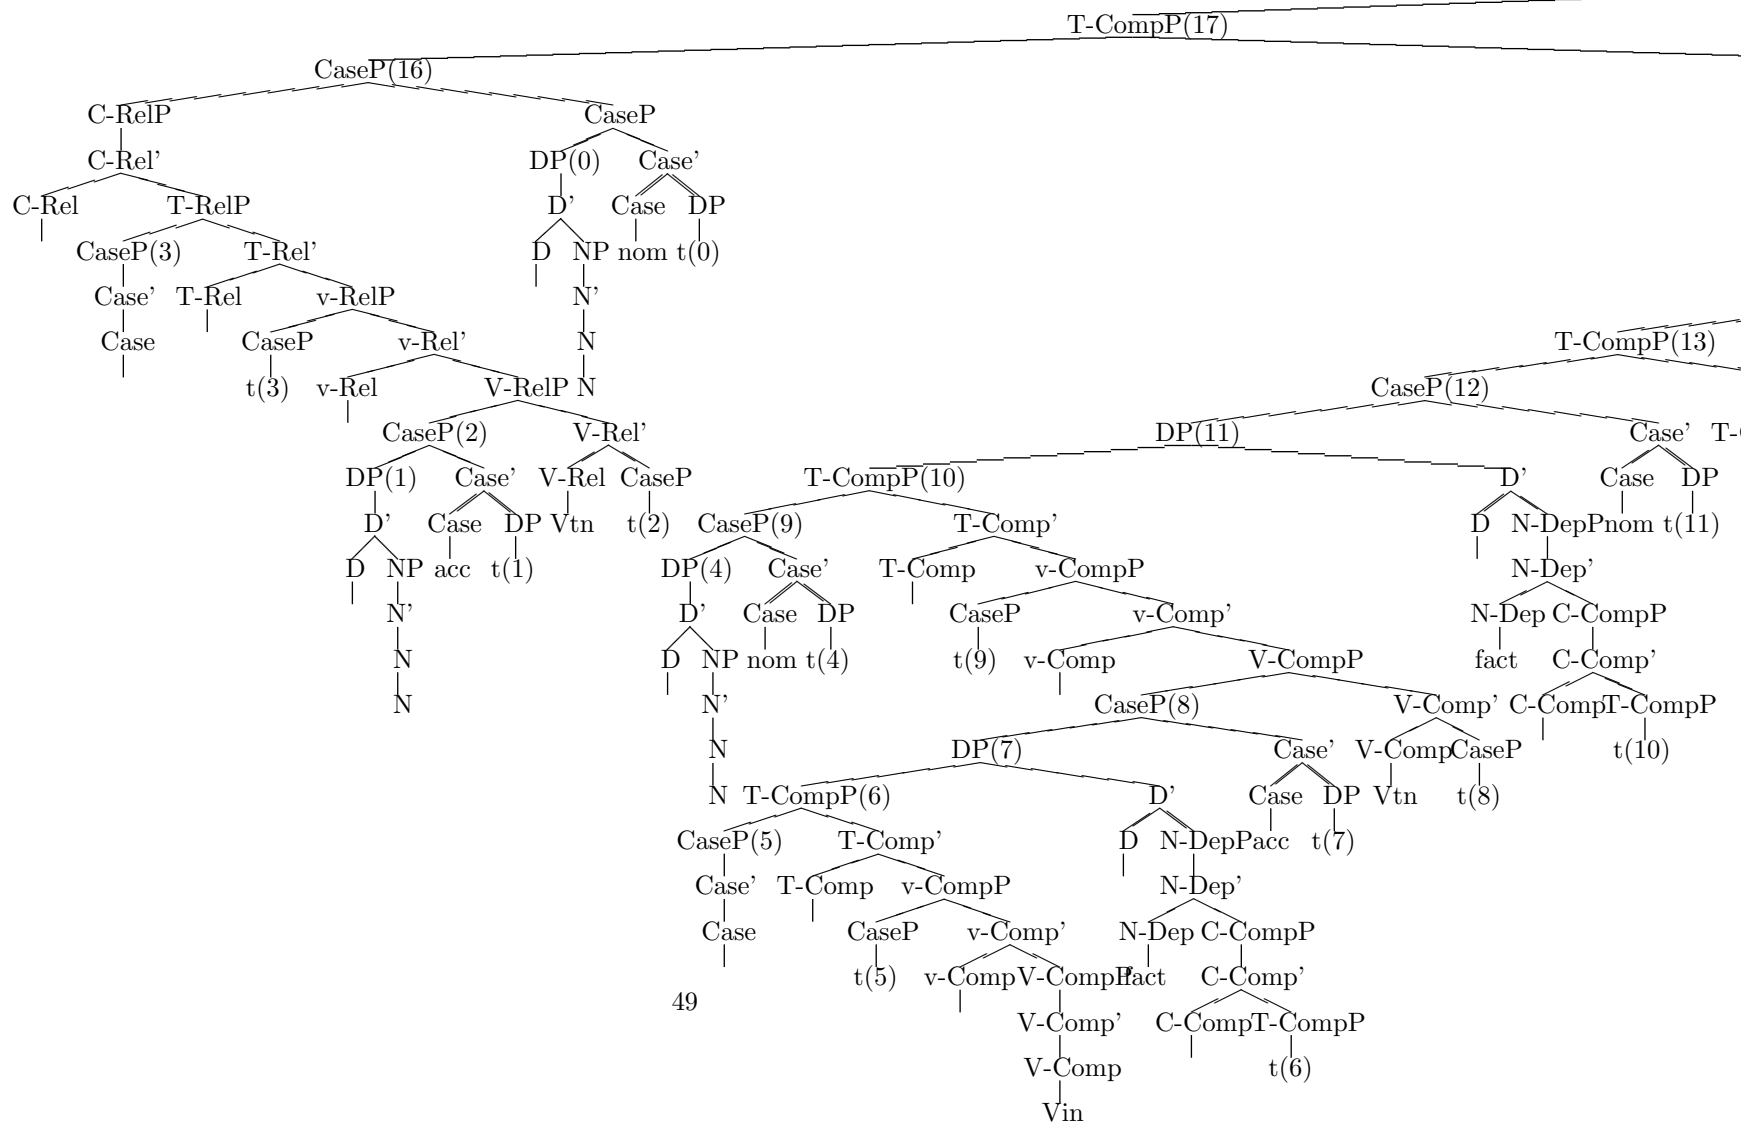 T-CompP(17)
CaseP(16)
C-RelP CaseP
C-Rel' DP(0) Case'
C-Rel T-RelP D' Case DP
CaseP(3) T-Rel' D NP nom t(0)
Case' T-Rel v-RelP N'
Case CaseP v-Rel' N T-CompP(13)
t(3) v-Rel V-RelP N CaseP(12)
CaseP(2) V-Rel' DP(11) Case'
DP(1) Case' V-Rel CaseP T-CompP(10) D' Case DP
D' Case DP Vtn t(2) CaseP(9) T-Comp' D N-DepP nom t(11)
D NP acc t(1) DP(4) Case' T-Comp v-CompP N-Dep'
N' D' Case DP CaseP v-Comp' N-Dep C-CompP
N D NP nom t(4) t(9) v-Comp V-CompP fact C-Comp'
N N' CaseP(8) V-Comp' C-Comp T-CompP
N DP(7) Case' V-Comp CaseP t(10)
N T-CompP(6) D' Case DP Vtn t(8)
CaseP(5) T-Comp' D N-DepP acc t(7)
Case' T-Comp v-CompP N-Dep'
Case CaseP v-Comp' N-Dep C-CompP
t(5) v-Comp V-CompP fact C-Comp'
49
V-Comp' C-Comp T-CompP
V-Comp t(6)
Vin